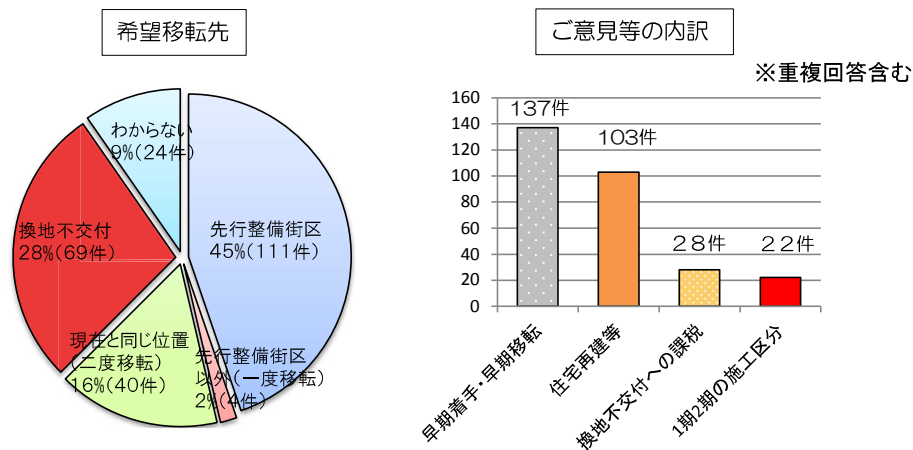 希望移転先
わからない
9%(24件)
換地不交付
28%(69件)
先行整備街区
45%(111件)
現在と同じ位置
(二度移転)
16%(40件)
先行整備街区
以外(一度移転)
2%(4件)
ご意見等の内訳
※重複回答含む
160
140
120
100
80
60
40
20
0
137件
103件
28件
22件
早期着手・早期移転
住宅再建等
換地不交付への課税
1期2期の施工区分